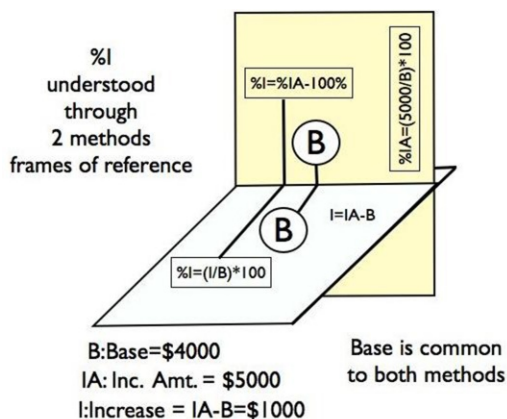 %I
understood
through
2 methods
frames of reference
%I=%IA-100%
%IA=(5000/B)*100
B
B
I=IA-B
%I=(I/B)*100
B:Base=$4000
IA: Inc. Amt. = $5000
I:Increase = IA-B=$1000
Base is common
to both methods